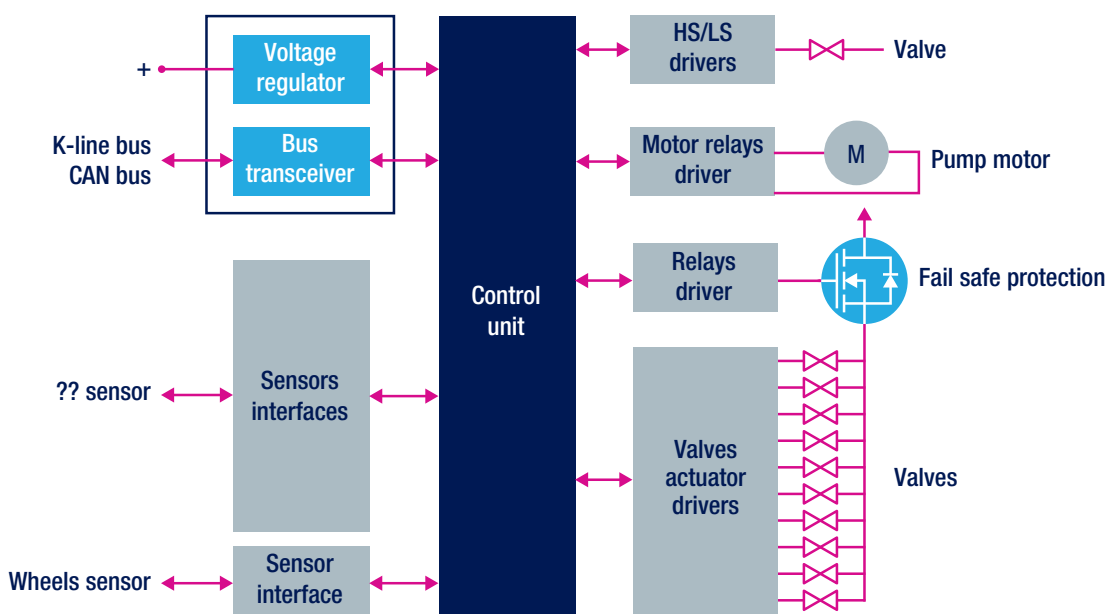 +
Voltage
regulator
K-line bus
CAN bus
Bus
transceiver
?? sensor
Sensors
interfaces
Wheels sensor
Sensor
interface
Control
unit
HS/LS
drivers
Valve
Motor relays
driver
M
Pump motor
Relays
driver
Fail safe protection
Valves
actuator
drivers
Valves